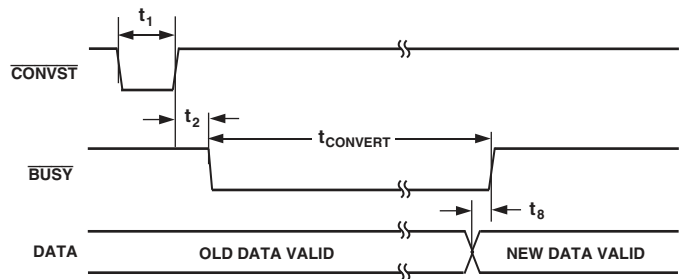 t1
CONVST
t2
tCONVERT
BUSY
t8
DATA
OLD DATA VALID
NEW DATA VALID